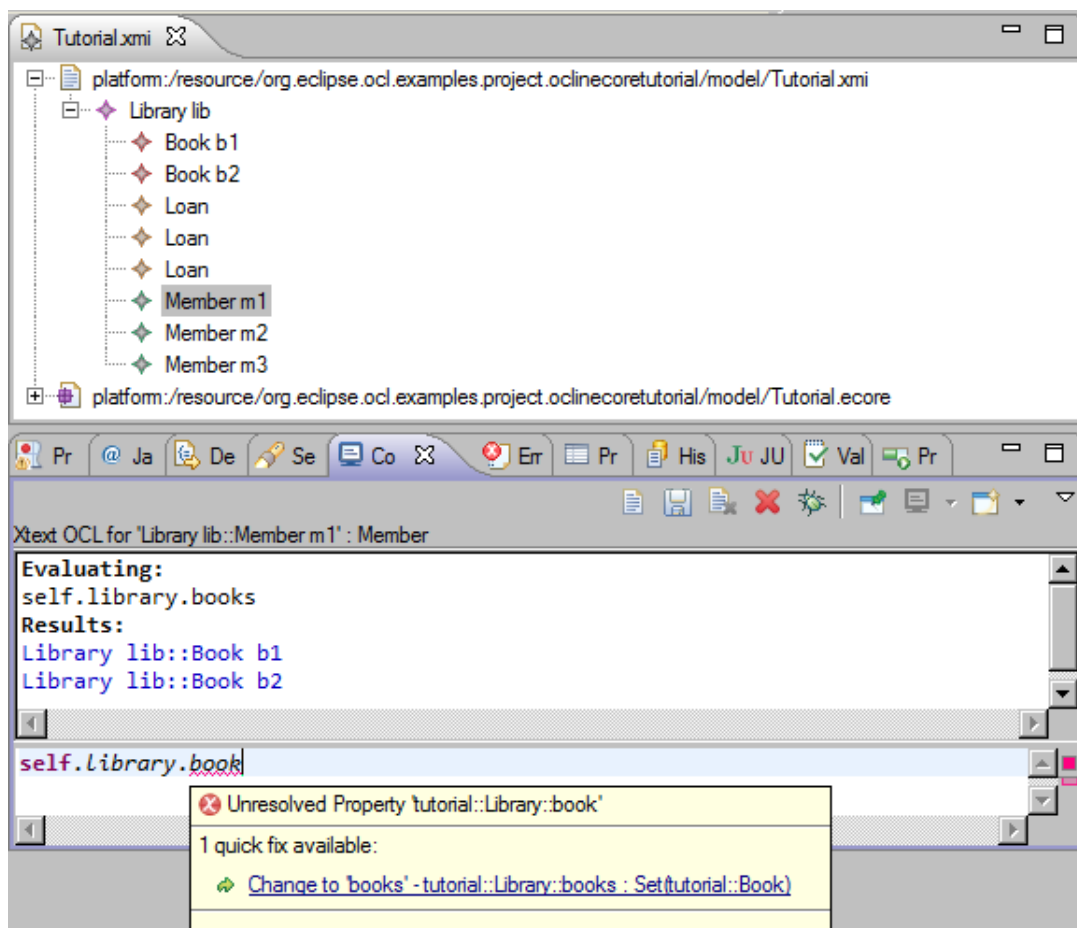 Tutorial.xmi
platform:/resource/org.eclipse.ocl.examples.project.oclinecoretutorial/model/Tutorial.xmi
Library lib
Book b1
Book b2
Loan
Loan
Loan
Member m1
Member m2
Member m3
platform:/resource/org.eclipse.ocl.examples.project.oclinecoretutorial/model/Tutorial.ecore
Pr @ Ja De Se Co Err Pr His Ju JU Val Pr
Xtext OCL for 'Library lib::Member m1' : Member
Evaluating:
self.library.books
Results:
Library lib::Book b1
Library lib::Book b2
self.library.book
Unresolved Property 'tutorial::Library::book'
1 quick fix available:
Change to 'books' - tutorial::Library::books : Set(tutorial::Book)